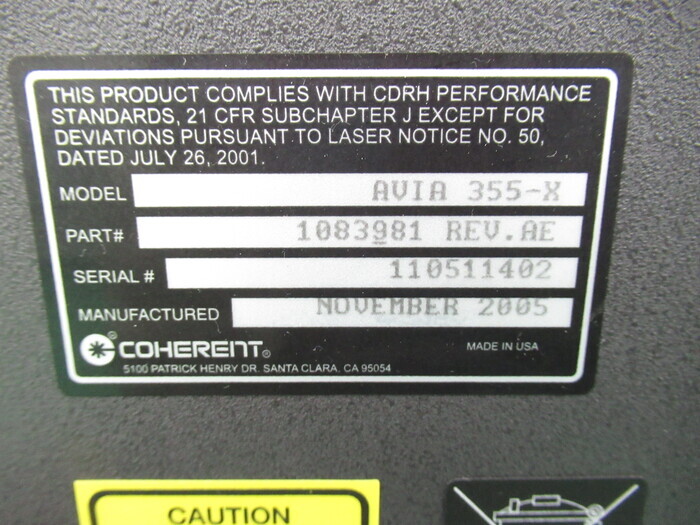 THIS PRODUCT COMPLIES WITH CDRH PERFORMANCE
STANDARDS, 21 CFR SUBCHAPTER J EXCEPT FOR
DEVIATIONS PURSUANT TO LASER NOTICE NO. 50,
DATED JULY 26, 2001.
MODEL AVIA 355-X
PART# 1083981 REV.AE
SERIAL # 110511402
MANUFACTURED NOVEMBER 2005
COHERENT®
MADE IN USA
5100 PATRICK HENRY DR. SANTA CLARA, CA 95054
CAUTION